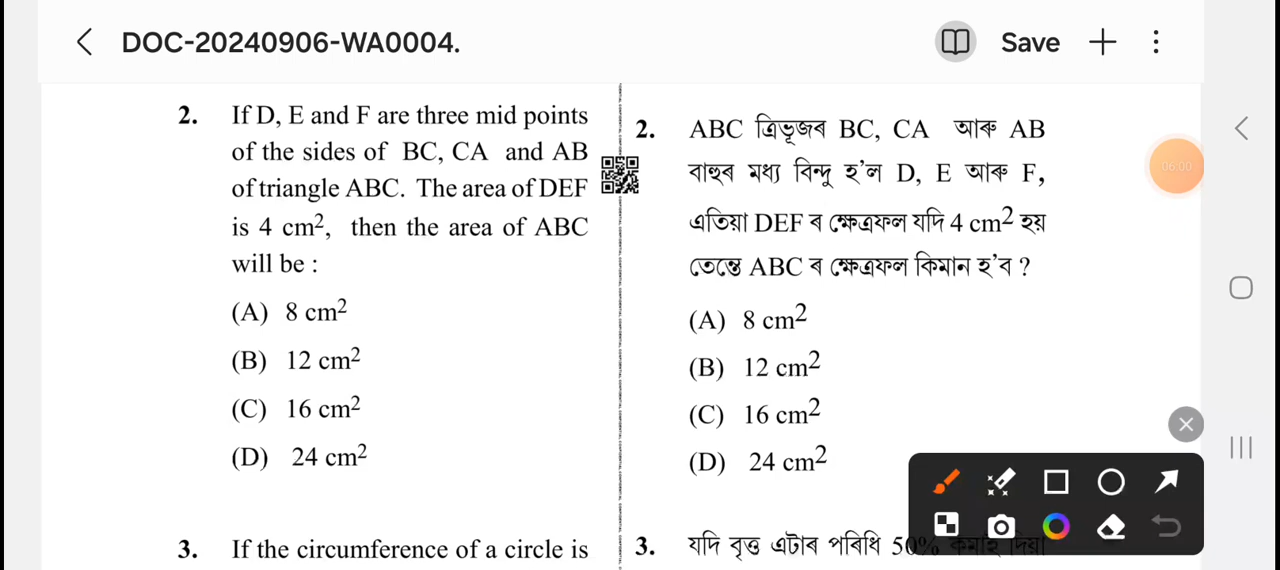 DOC-20240906-WA0004.
Save
2. If D, E and F are three mid points
of the sides of BC, CA and AB
of triangle ABC. The area of DEF
is 4 cm², then the area of ABC
will be :
(A) 8 cm²
(B) 12 cm²
(C) 16 cm²
(D) 24 cm²
3. If the circumference of a circle is
2. ABC ত্ৰিভূজৰ BC, CA আৰু AB
বাহুৰ মধ্য বিন্দু হ'ল D, E আৰু F,
এতিয়া DEF ৰ ক্ষেত্ৰফল যদি 4 cm² হয়
তেন্তে ABC ৰ ক্ষেত্ৰফল কিমান হ'ব ?
(A) 8 cm²
(B) 12 cm²
(C) 16 cm²
(D) 24 cm²
3. যদি বৃত্ত এটাৰ পৰিধি 50% কমাই দিয়া
06:00